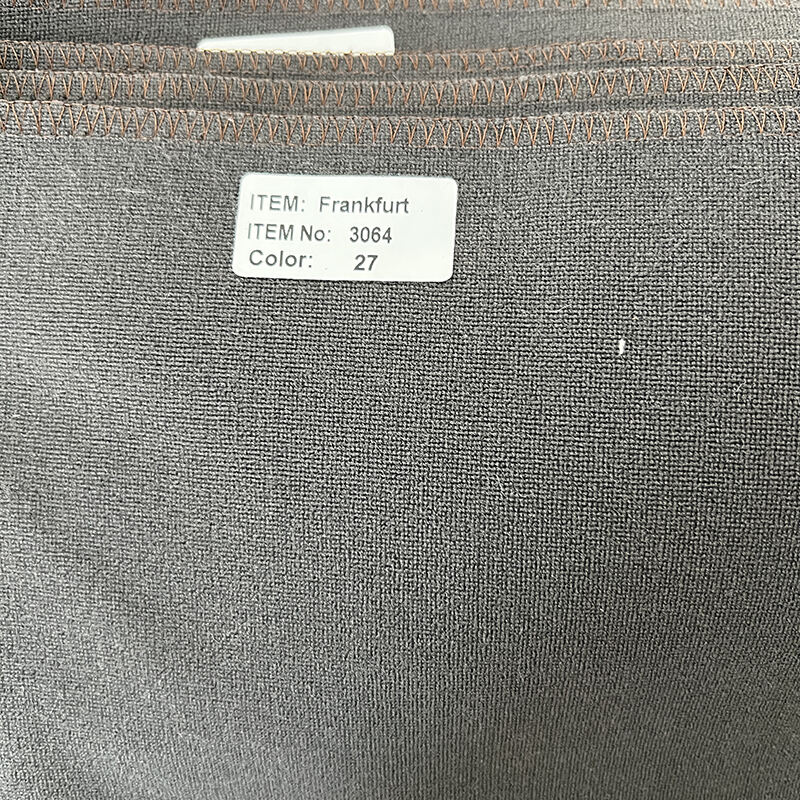 ITEM: Frankfurt
ITEM No: 3064
Color: 27